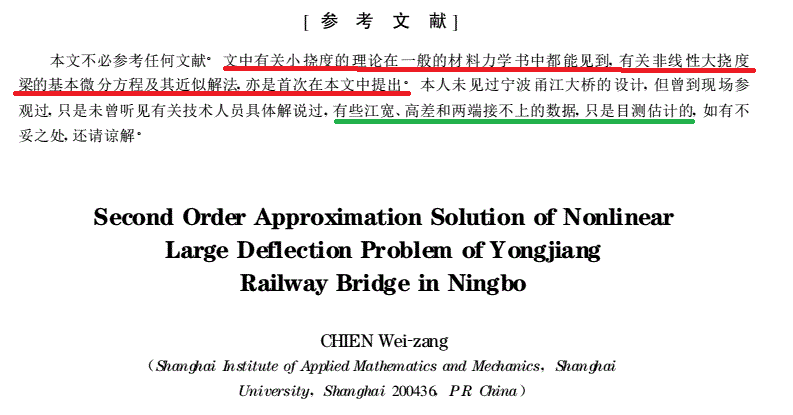 [ 参 考 文 献 ]
本文不必参考任何文献。文中有关小挠度的理论在一般的材料力学书中都能见到, 有关非线性大挠度
梁的基本微分方程及其近似解法, 亦是首次在本文中提出。本人未见过宁波甬江大桥的设计, 但曾到现场参
观过, 只是未曾听见有关技术人员具体解说过, 有些江宽、高差和两端接不上的数据, 只是目测估计的, 如有不
妥之处, 还请谅解。
Second Order Approximation Solution of Nonlinear
Large Deflection Problem of Yongjiang
Railway Bridge in Ningbo
CHIEN Wei-zang
(Shanghai Institute of Applied Mathematics and Mechanics, Shanghai
University, Shanghai 200436, P R China)